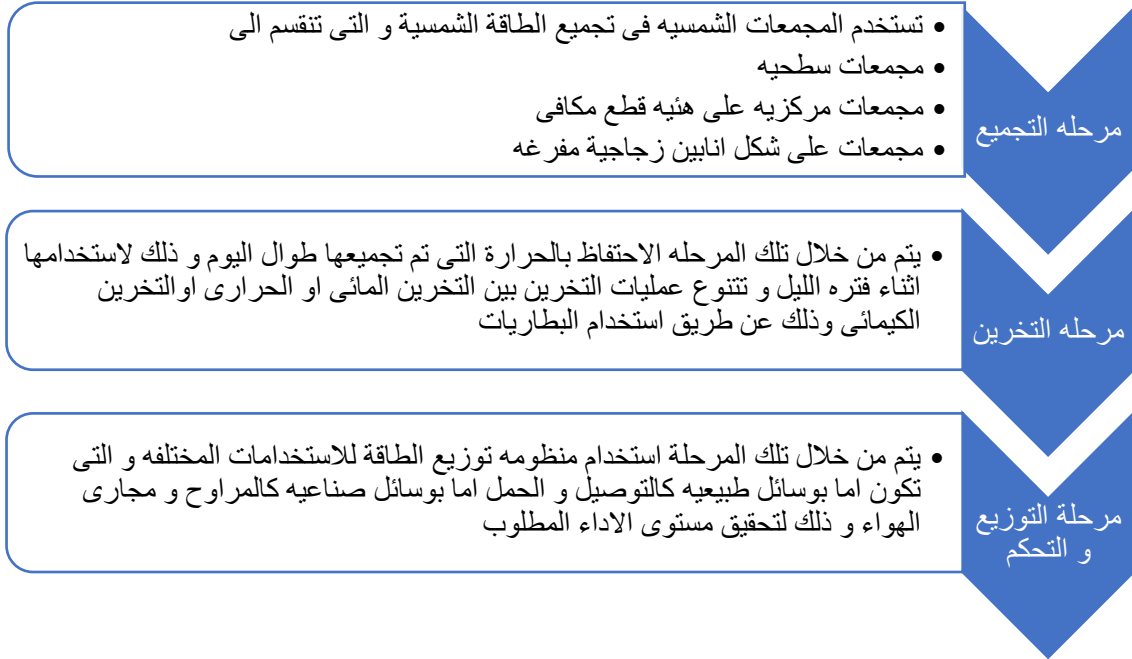 مرحله التجميع
• تستخدم المجمعات الشمسيه فى تجميع الطاقة الشمسية و التى تنقسم الى
• مجمعات سطحيه
• مجمعات مركزيه على هئيه قطع مكافى
• مجمعات على شكل انابين زجاجية مفرغه
مرحله التخرين
• يتم من خلال تلك المرحله الاحتفاظ بالحرارة التى تم تجميعها طوال اليوم و ذلك لاستخدامها
اثناء فتره الليل و تتنوع عمليات التخرين بين التخرين المائى او الحرارى اوالتخرين
الكيمائى وذلك عن طريق استخدام البطاريات
مرحلة التوزيع
و التحكم
• يتم من خلال تلك المرحلة استخدام منظومه توزيع الطاقة للاستخدامات المختلفه و التى
تكون اما بوسائل طبيعيه كالتوصيل و الحمل اما بوسائل صناعيه كالمراوح و مجارى
الهواء و ذلك لتحقيق مستوى الاداء المطلوب